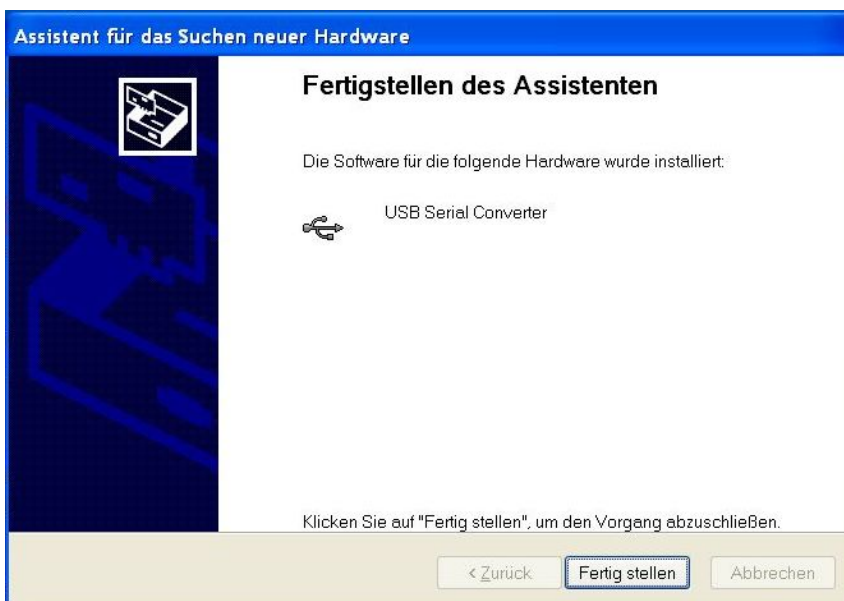 Assistent für das Suchen neuer Hardware
Fertigstellen des Assistenten
Die Software für die folgende Hardware wurde installiert:
USB Serial Converter
Klicken Sie auf "Fertig stellen", um den Vorgang abzuschließen.
< Zurück Fertig stellen Abbrechen